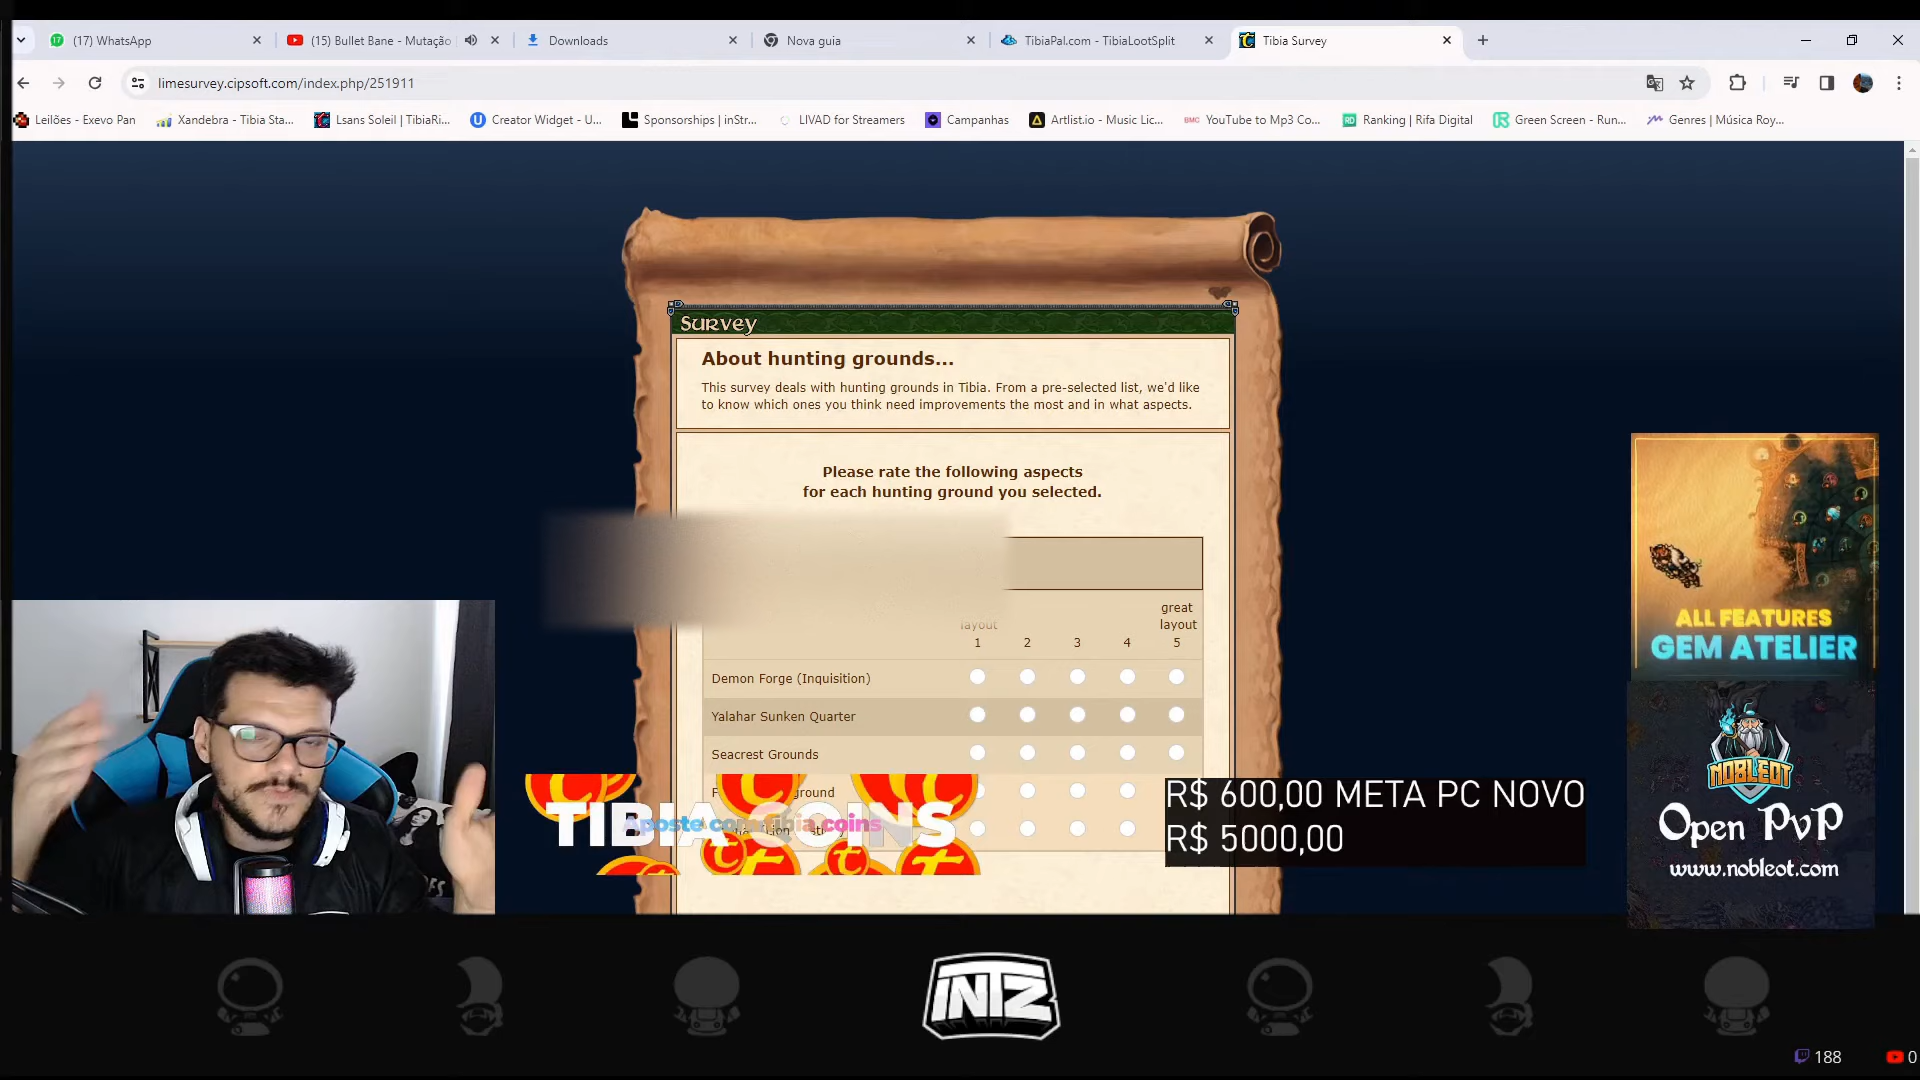 (17) WhatsApp
(15) Bullet Bane - Mutação
Downloads
Nova guia
TibiaPal.com - TibiaLootSplit
Tibia Survey
limesurvey.cipsoft.com/index.php/251911
Leilões - Exevo Pan
Xandebra - Tibia Sta...
Lsans Soleil | TibiaRi...
Creator Widget - U...
Sponsorships | inStr...
LIVAD for Streamers
Campanhas
Artlist.io - Music Lic...
YouTube to Mp3 Co...
Ranking | Rifa Digital
Green Screen - Run...
Genres | Música Roy...
Survey
About hunting grounds...
This survey deals with hunting grounds in Tibia. From a pre-selected list, we'd like
to know which ones you think need improvements the most and in what aspects.
Please rate the following aspects
for each hunting ground you selected.
great
layout layout
1 2 3 4 5
Demon Forge (Inquisition)
Yalahar Sunken Quarter
Seacrest Grounds
TIBIA COINS
Aposte com Tibia coins
R$ 600,00 META PC NOVO
R$ 5000,00
ALL FEATURES
GEM ATELIER
NOBLEOT
Open PvP
www.nobleot.com
INTZ
188
0